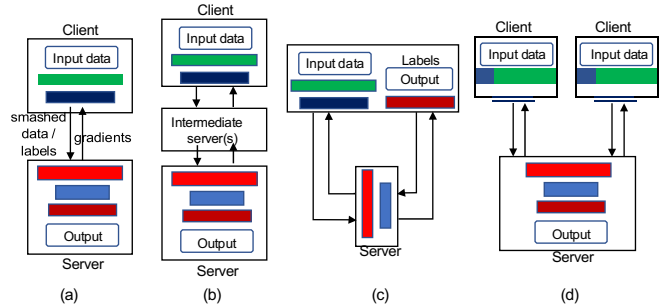 Client
Input data
smashed
data /
labels
gradients
Output
Server
(a)
Client
Input data
Intermediate
server(s)
Output
Server
(b)
Input data
Labels
Output
Server
(c)
Client
Input data
Client
Input data
Output
Server
(d)